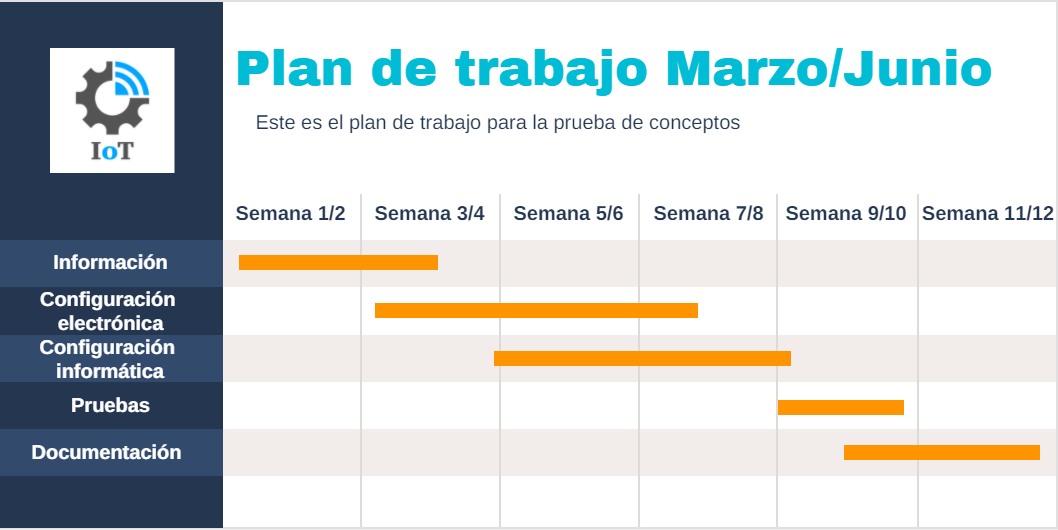 IoT
Plan de trabajo Marzo/Junio
Este es el plan de trabajo para la prueba de conceptos
Semana 1/2 Semana 3/4 Semana 5/6 Semana 7/8 Semana 9/10 Semana 11/12
Información
Configuración
electrónica
Configuración
informática
Pruebas
Documentación